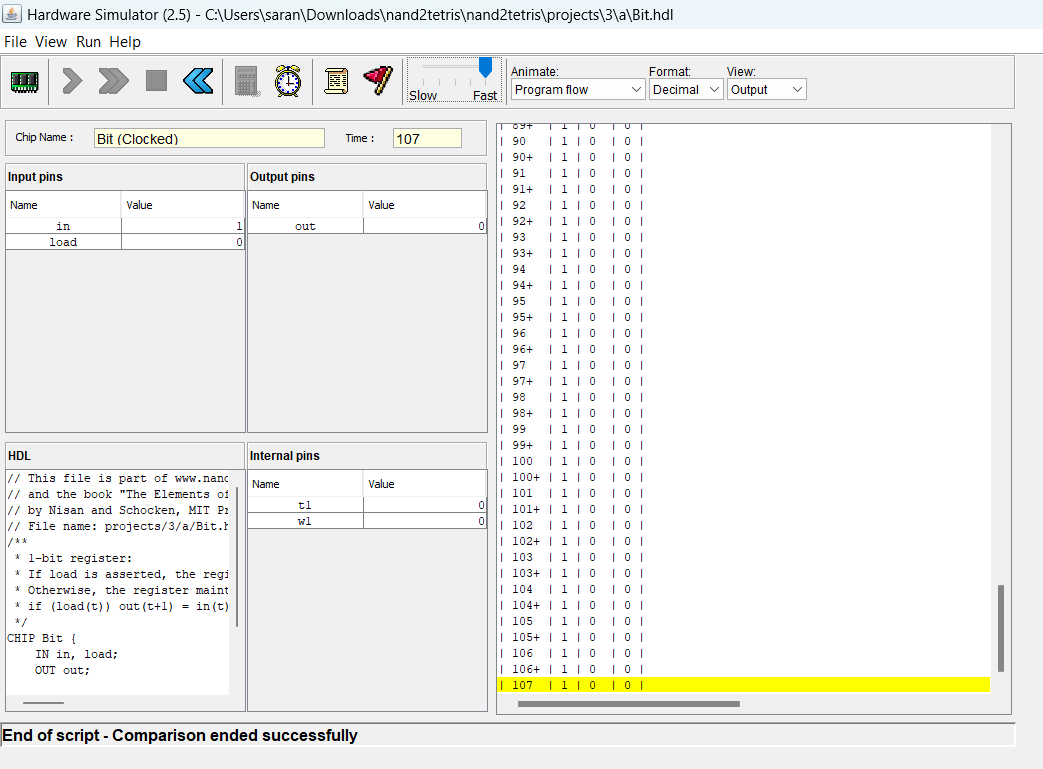 Hardware Simulator (2.5) - C:\Users\saran\Downloads\nand2tetris\nand2tetris\projects\3\a\Bit.hdl
File View Run Help
Slow Fast
Animate: Format: View:
Program flow Decimal Output
Chip Name : Bit (Clocked) Time : 107
Input pins
Name Value
in 1
load 0
Output pins
Name Value
out 0
HDL
// This file is part of www.nand
// and the book "The Elements of
// by Nisan and Schocken, MIT Pr
// File name: projects/3/a/Bit.h
/**
* 1-bit register:
* If load is asserted, the regi
* Otherwise, the register maint
* if (load(t)) out(t+1) = in(t)
*/
CHIP Bit {
IN in, load;
OUT out;
Internal pins
Name Value
t1 0
w1 0
| 89+ | 1 | 0 | 0 |
| 90 | 1 | 0 | 0 |
| 90+ | 1 | 0 | 0 |
| 91 | 1 | 0 | 0 |
| 91+ | 1 | 0 | 0 |
| 92 | 1 | 0 | 0 |
| 92+ | 1 | 0 | 0 |
| 93 | 1 | 0 | 0 |
| 93+ | 1 | 0 | 0 |
| 94 | 1 | 0 | 0 |
| 94+ | 1 | 0 | 0 |
| 95 | 1 | 0 | 0 |
| 95+ | 1 | 0 | 0 |
| 96 | 1 | 0 | 0 |
| 96+ | 1 | 0 | 0 |
| 97 | 1 | 0 | 0 |
| 97+ | 1 | 0 | 0 |
| 98 | 1 | 0 | 0 |
| 98+ | 1 | 0 | 0 |
| 99 | 1 | 0 | 0 |
| 99+ | 1 | 0 | 0 |
| 100 | 1 | 0 | 0 |
| 100+ | 1 | 0 | 0 |
| 101 | 1 | 0 | 0 |
| 101+ | 1 | 0 | 0 |
| 102 | 1 | 0 | 0 |
| 102+ | 1 | 0 | 0 |
| 103 | 1 | 0 | 0 |
| 103+ | 1 | 0 | 0 |
| 104 | 1 | 0 | 0 |
| 104+ | 1 | 0 | 0 |
| 105 | 1 | 0 | 0 |
| 105+ | 1 | 0 | 0 |
| 106 | 1 | 0 | 0 |
| 106+ | 1 | 0 | 0 |
| 107 | 1 | 0 | 0 |
End of script - Comparison ended successfully